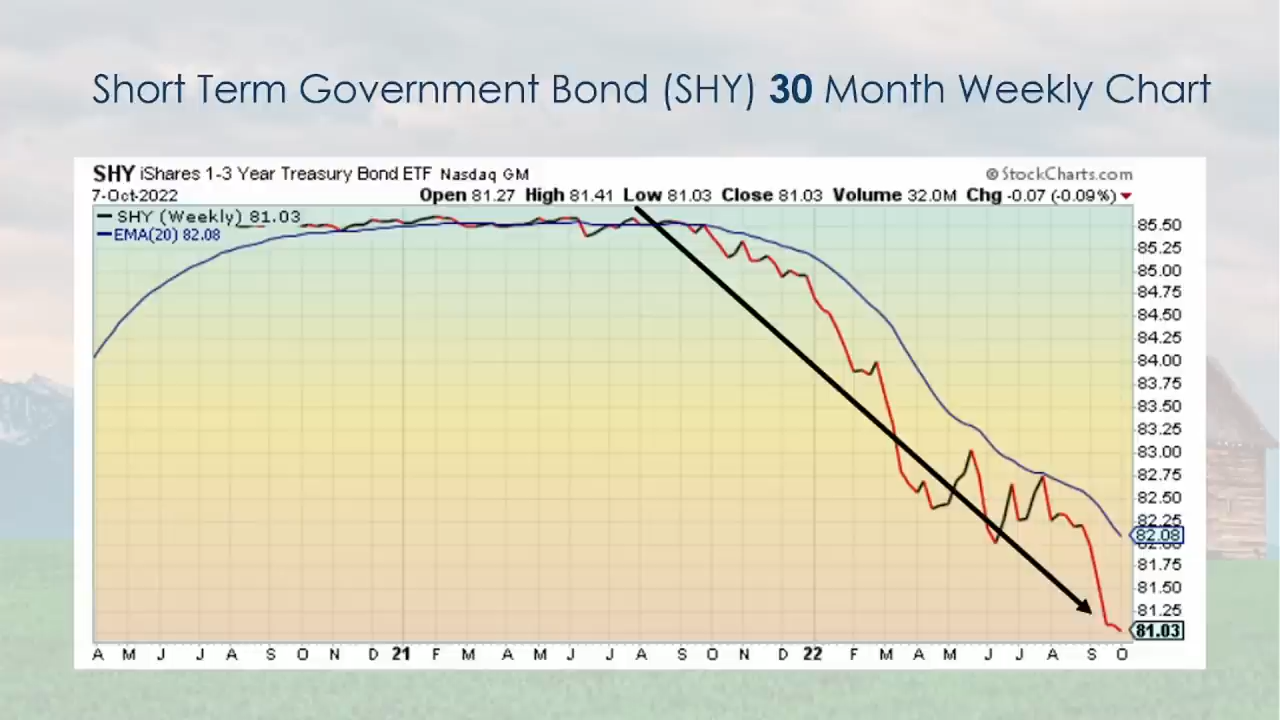 Short Term Government Bond (SHY) 30 Month Weekly Chart
SHY iShares 1-3 Year Treasury Bond ETF Nasdaq GM
© StockCharts.com
7-Oct-2022
Open 81.27 High 81.41 Low 81.03 Close 81.03 Volume 32.0M Chg -0.07 (-0.09%)
SHY (Weekly) 81.03
EMA(20) 82.08
85.50
85.25
85.00
84.75
84.50
84.25
84.00
83.75
83.50
83.25
83.00
82.75
82.50
82.25
82.08
82.00
81.75
81.50
81.25
81.03
A M J J A S O N D 21 F M A M J J A S O N D 22 F M A M J J A S O